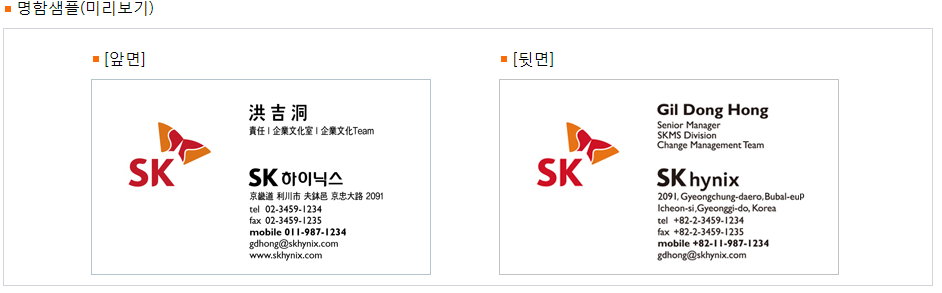 명함샘플(미리보기)
[앞면]
SK
洪 吉 洞
責任 | 企業文化室 | 企業文化Team
SK 하이닉스
京畿道 利川市 夫鉢邑 京忠大路 2091
tel 02-3459-1234
fax 02-3459-1235
mobile 011-987-1234
gdhong@skhynix.com
www.skhynix.com
[뒷면]
SK
Gil Dong Hong
Senior Manager
SKMS Division
Change Management Team
SK hynix
2091, Gyeongchung-daero, Bubal-eup
Icheon-si, Gyeonggi-do, Korea
tel +82-2-3459-1234
fax +82-2-3459-1235
mobile +82-11-987-1234
gdhong@skhynix.com